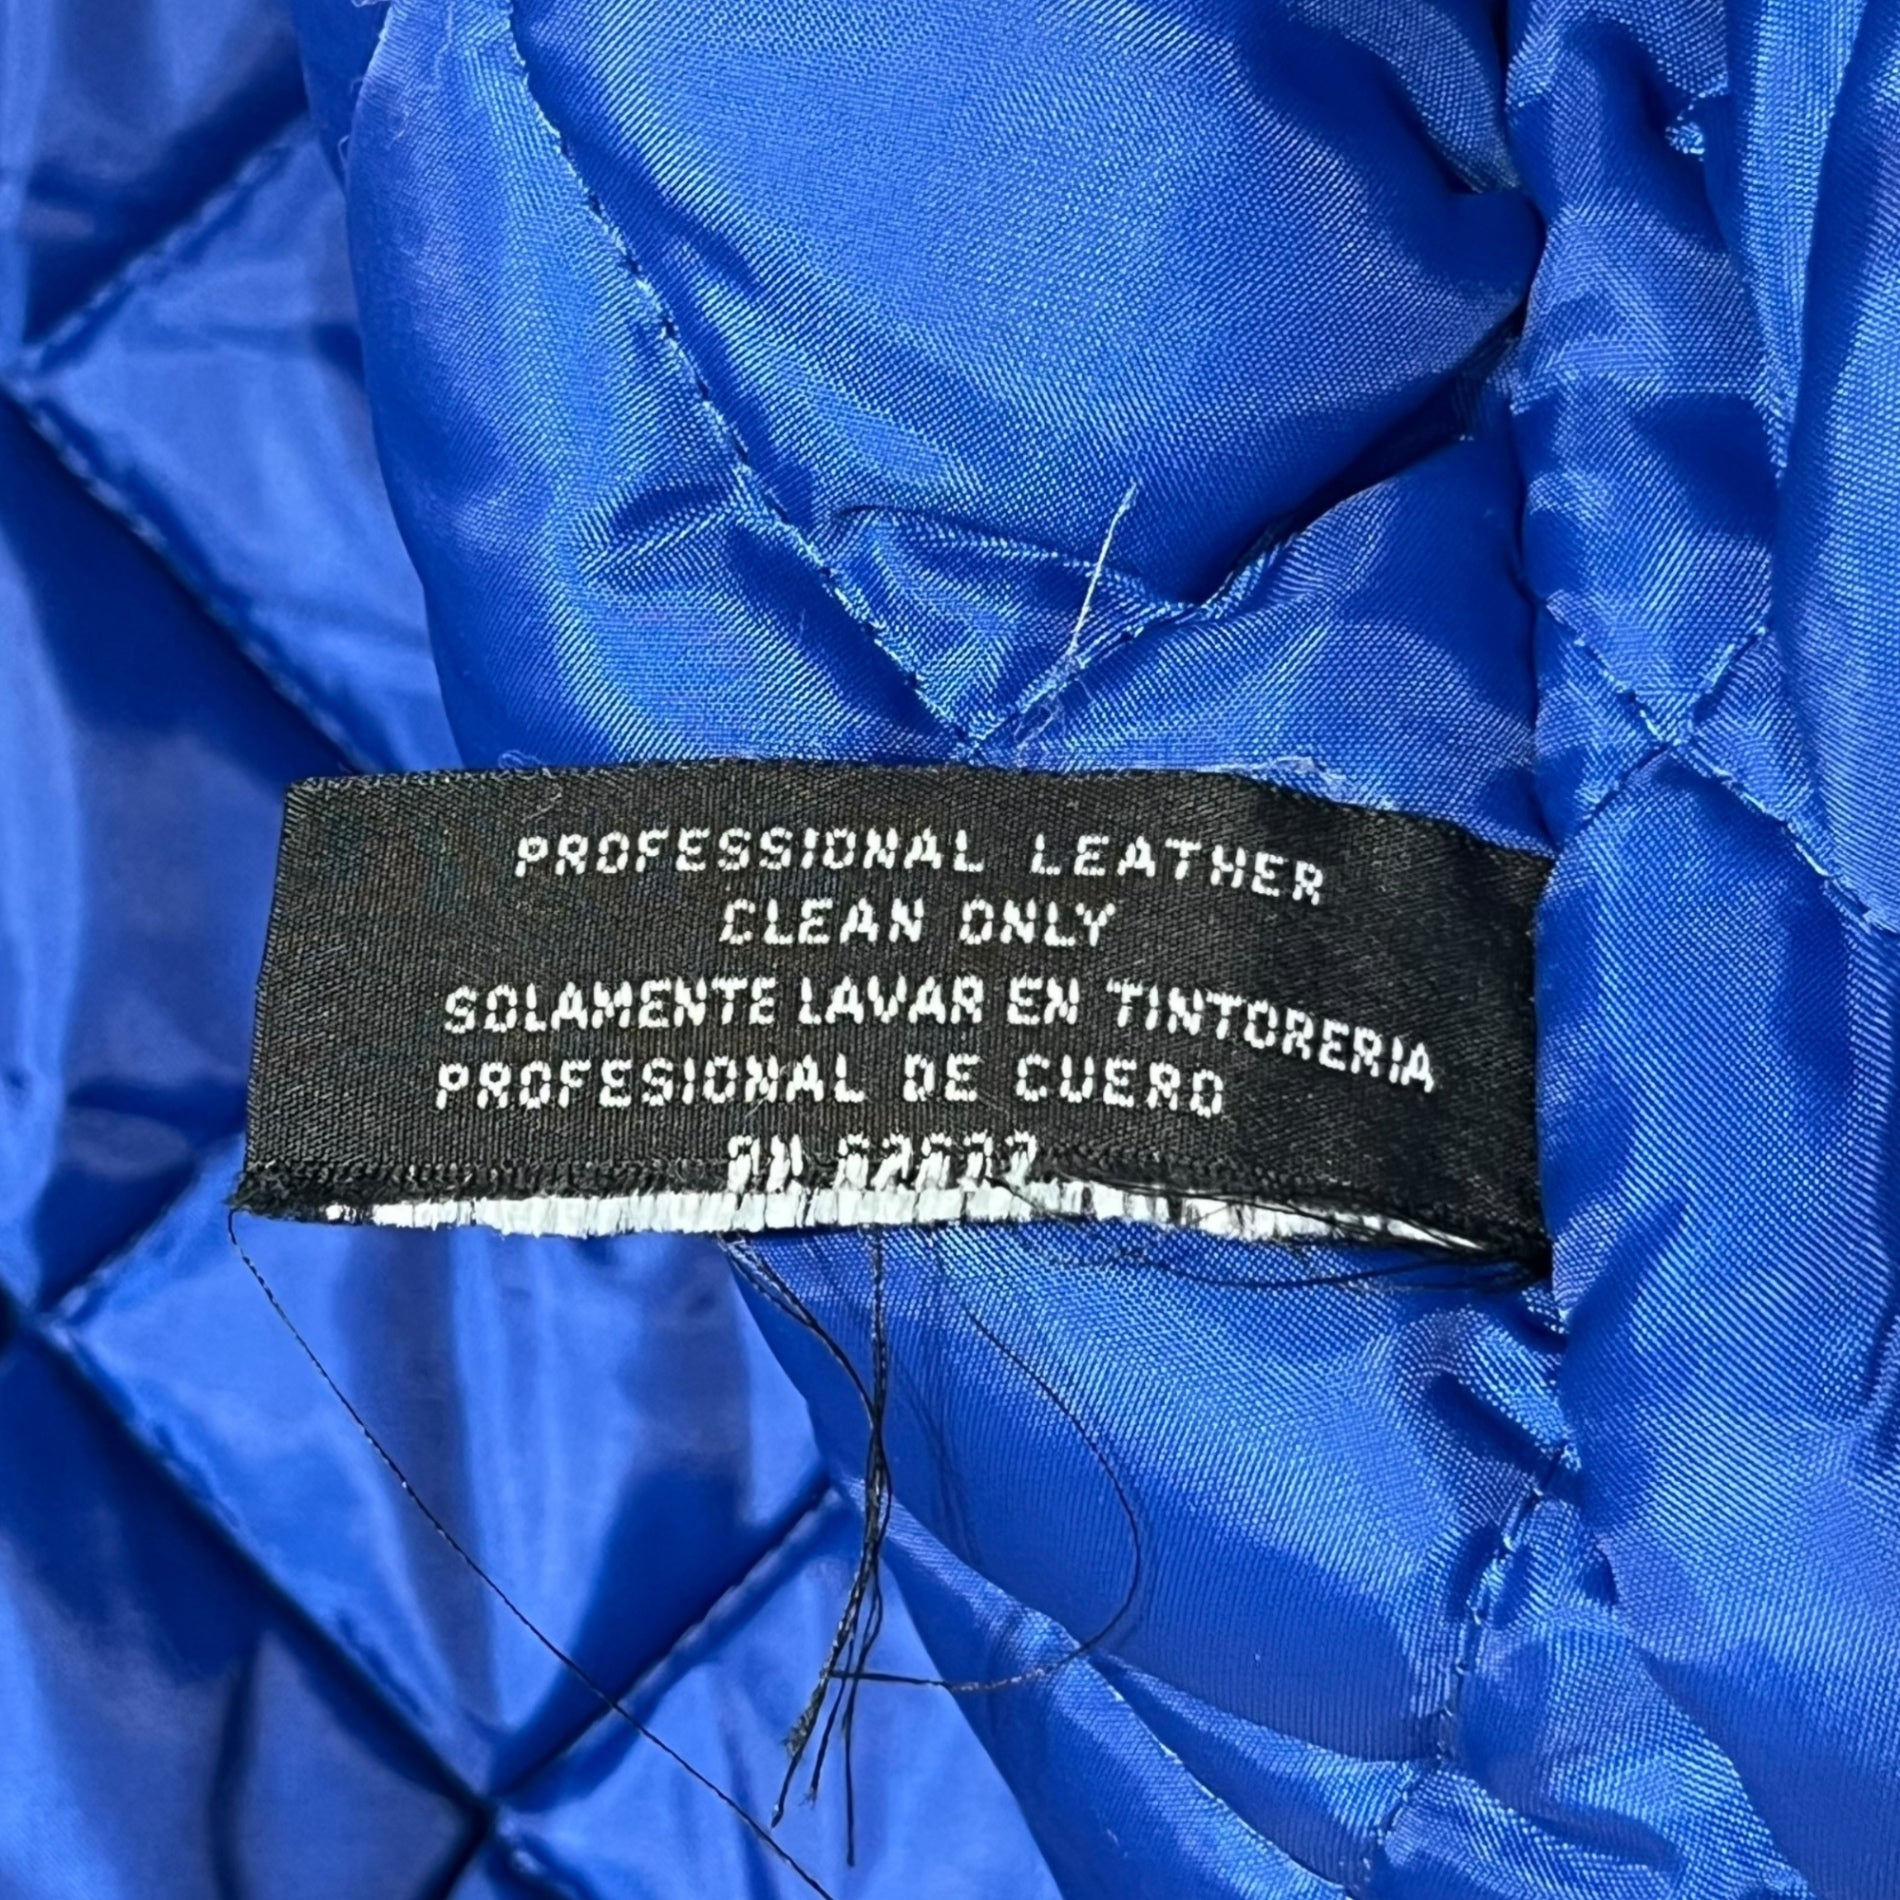 PROFESSIONAL LEATHER
CLEAN ONLY
SOLAMENTE LAVAR EN TINTORERIA
PROFESIONAL DE CUERO